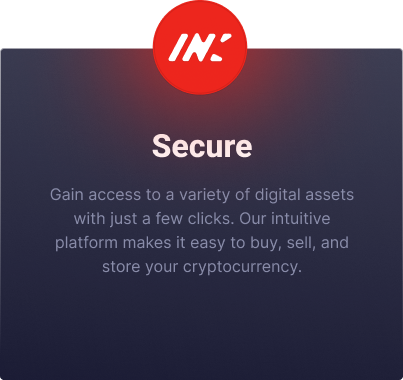 IN
Secure
Gain access to a variety of digital assets
with just a few clicks. Our intuitive
platform makes it easy to buy, sell, and
store your cryptocurrency.